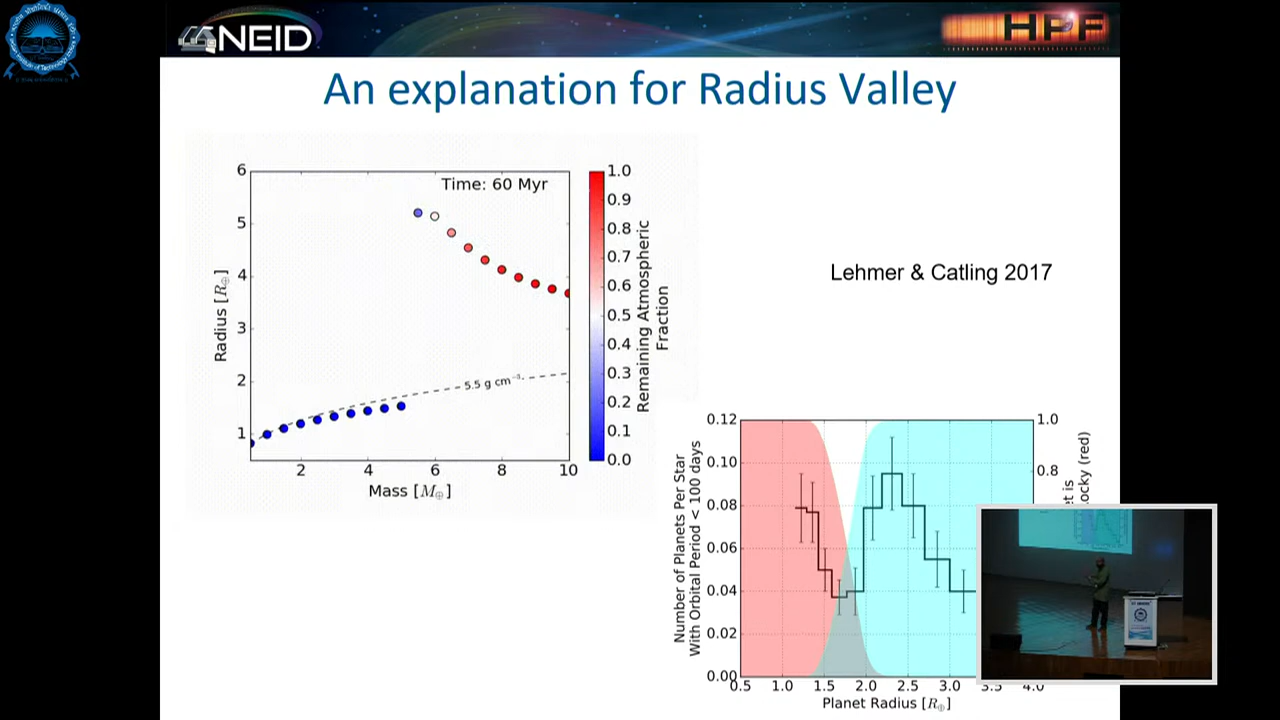 NEID
HPF
An explanation for Radius Valley
Time: 60 Myr
6
5
4
3
2
1
Radius [R⊕]
5.5 g cm⁻³
2 4 6 8 10
Mass [M⊕]
1.0
0.9
0.8
0.7
0.6
0.5
0.4
0.3
0.2
0.1
0.0
Remaining Atmospheric
Fraction
Lehmer & Catling 2017
0.12
0.10
0.08
0.06
0.04
0.02
0.00
Number of Planets Per Star
With Orbital Period < 100 days
1.0
0.8
0.5 1.0 1.5 2.0 2.5 3.0 3.5 4.0
Planet Radius [R⊕]